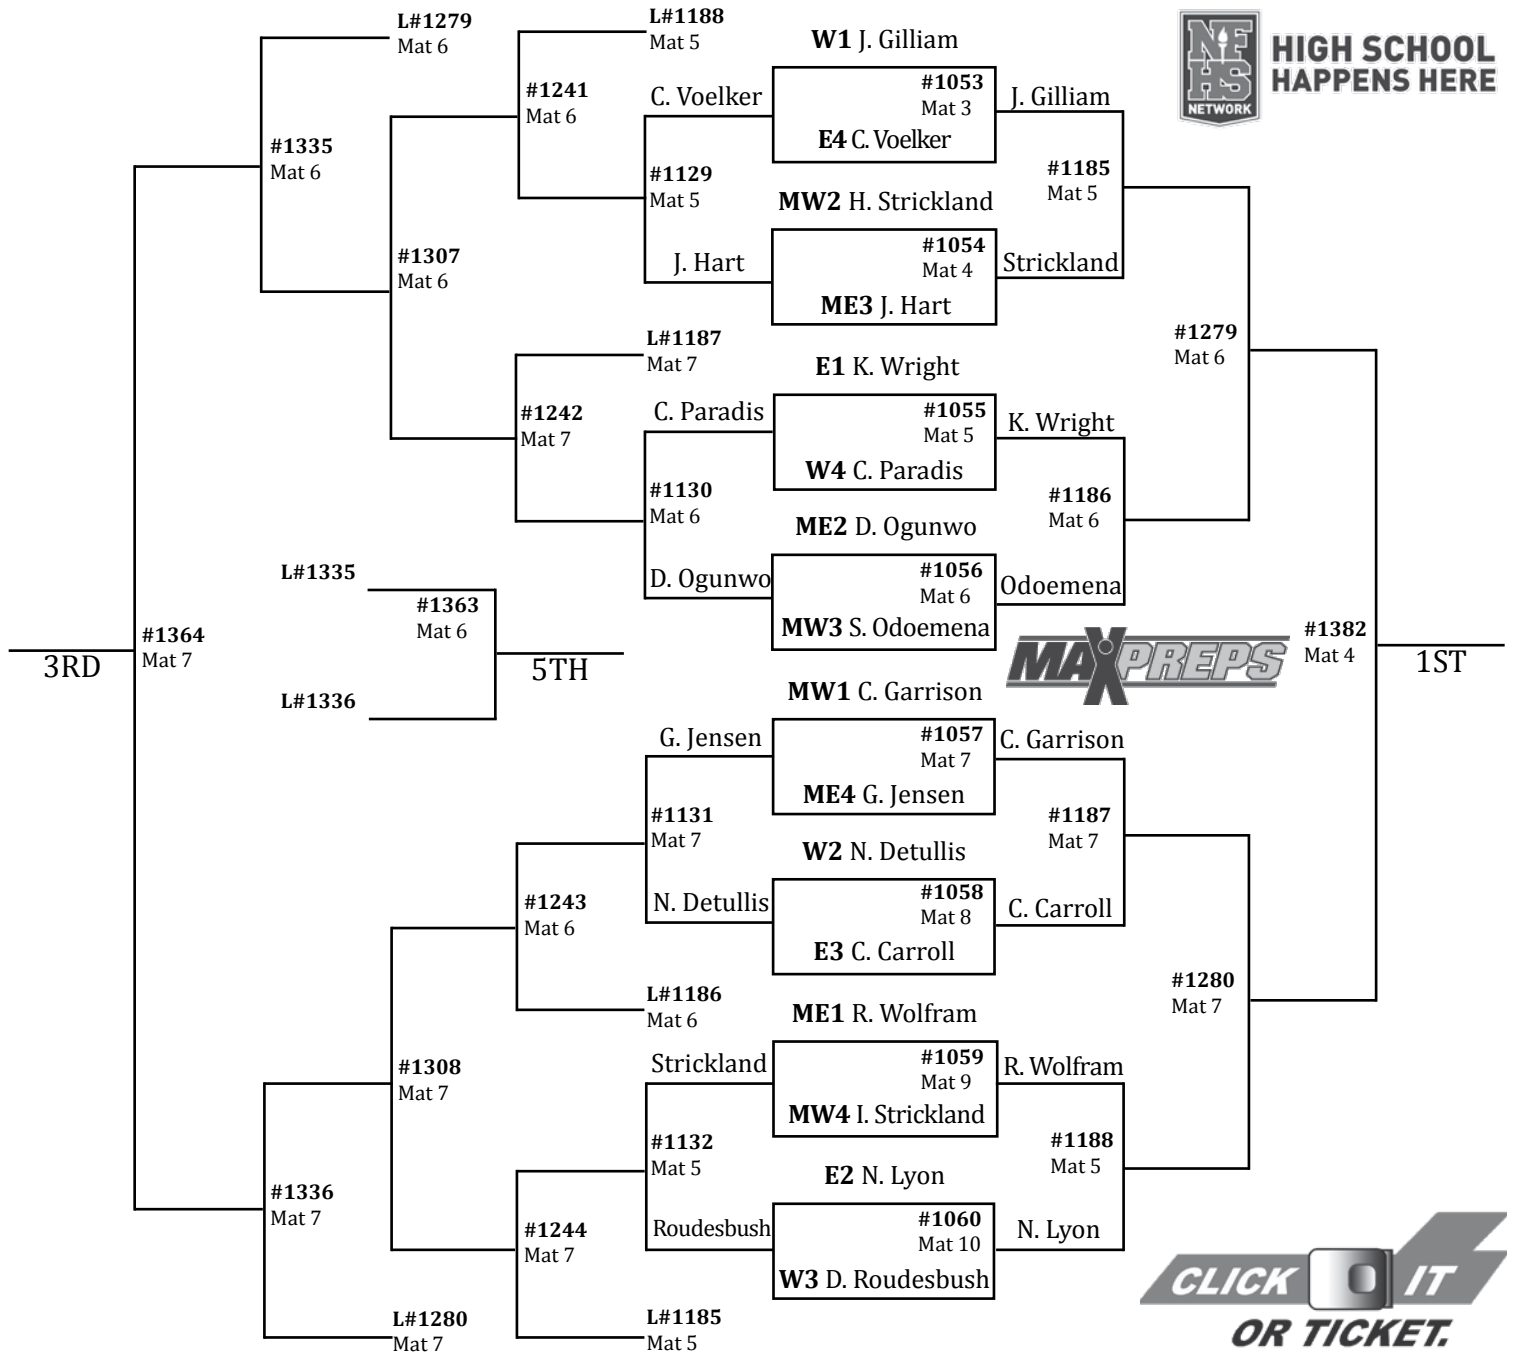 L#1279
Mat 6
L#1188
Mat 5
W1 J. Gilliam
NFHS NETWORK
HIGH SCHOOL
HAPPENS HERE
#1241
Mat 6
C. Voelker
#1053
Mat 3
J. Gilliam
E4 C. Voelker
#1335
Mat 6
#1129
Mat 5
#1185
Mat 5
MW2 H. Strickland
#1307
Mat 6
J. Hart
#1054
Mat 4
Strickland
ME3 J. Hart
L#1187
Mat 7
#1279
Mat 6
E1 K. Wright
C. Paradis
#1055
Mat 5
K. Wright
#1242
Mat 7
W4 C. Paradis
#1130
Mat 6
#1186
Mat 6
ME2 D. Ogunwo
L#1335
D. Ogunwo
#1056
Mat 6
Odoemena
#1363
Mat 6
MW3 S. Odoemena
#1364
Mat 7
3RD
5TH
MAXPREPS
#1382
Mat 4
1ST
L#1336
MW1 C. Garrison
G. Jensen
#1057
Mat 7
C. Garrison
ME4 G. Jensen
#1131
Mat 7
#1187
Mat 7
W2 N. Detullis
#1243
Mat 6
N. Detullis
#1058
Mat 8
C. Carroll
E3 C. Carroll
L#1186
Mat 6
#1280
Mat 7
ME1 R. Wolfram
#1308
Mat 7
Strickland
#1059
Mat 9
R. Wolfram
MW4 I. Strickland
#1132
Mat 5
#1188
Mat 5
E2 N. Lyon
#1336
Mat 7
#1244
Mat 7
Roudesbush
#1060
Mat 10
N. Lyon
W3 D. Roudesbush
L#1280
Mat 7
L#1185
Mat 5
CLICK IT
OR TICKET.